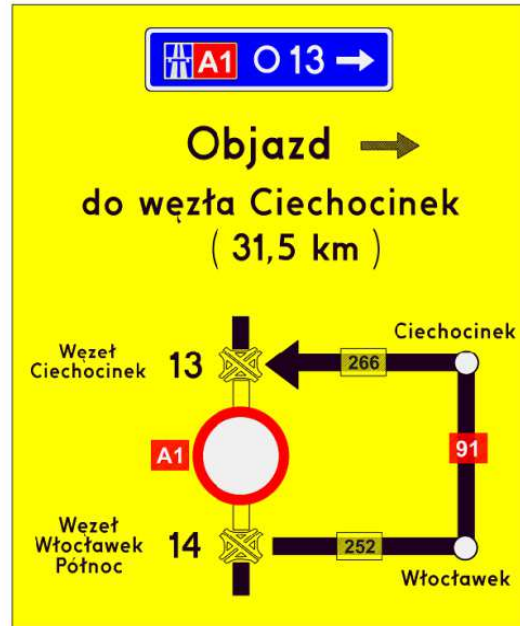 A1 O 13 →
Objazd →
do węzła Ciechocinek
( 31,5 km )
Ciechocinek
Węzeł
Ciechocinek
13
266
A1
91
Węzeł
Włocławek
Północ
14
252
Włocławek